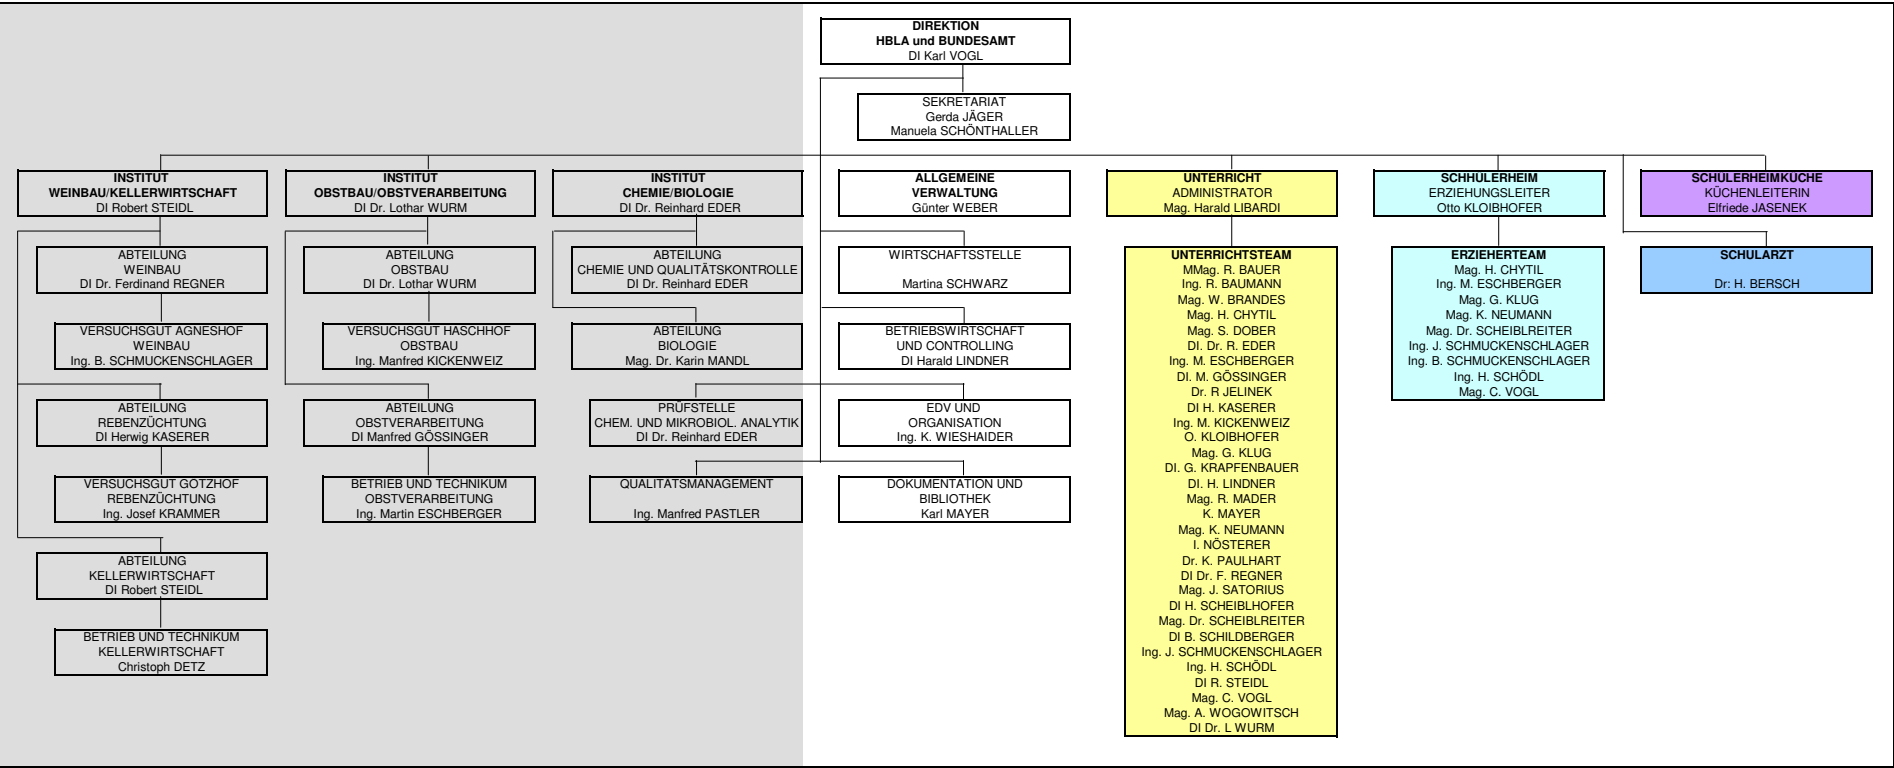 DIREKTION
HBLA und BUNDESAMT
DI Karl VOGL
SEKRETARIAT
Gerda JÄGER
Manuela SCHÖNTHALLER
INSTITUT
WEINBAU/KELLERWIRTSCHAFT
DI Robert STEIDL
ABTEILUNG
WEINBAU
DI Dr. Ferdinand REGNER
VERSUCHSGUT AGNESHOF
WEINBAU
Ing. B. SCHMUCKENSCHLAGER
ABTEILUNG
REBENZÜCHTUNG
DI Herwig KASERER
VERSUCHSGUT GÖTZHOF
REBENZÜCHTUNG
Ing. Josef KRAMMER
ABTEILUNG
KELLERWIRTSCHAFT
DI Robert STEIDL
BETRIEB UND TECHNIKUM
KELLERWIRTSCHAFT
Christoph DETZ
INSTITUT
OBSTBAU/OBSTVERARBEITUNG
DI Dr. Lothar WURM
ABTEILUNG
OBSTBAU
DI Dr. Lothar WURM
VERSUCHSGUT HASCHHOF
OBSTBAU
Ing. Manfred KICKENWEIZ
ABTEILUNG
OBSTVERARBEITUNG
DI Manfred GÖSSINGER
BETRIEB UND TECHNIKUM
OBSTVERARBEITUNG
Ing. Martin ESCHBERGER
INSTITUT
CHEMIE/BIOLOGIE
DI Dr. Reinhard EDER
ABTEILUNG
CHEMIE UND QUALITÄTSKONTROLLE
DI Dr. Reinhard EDER
ABTEILUNG
BIOLOGIE
Mag. Dr. Karin MANDL
PRÜFSTELLE
CHEM. UND MIKROBIOL. ANALYTIK
DI Dr. Reinhard EDER
QUALITÄTSMANAGEMENT
Ing. Manfred PASTLER
ALLGEMEINE
VERWALTUNG
Günter WEBER
WIRTSCHAFTSSTELLE
Martina SCHWARZ
BETRIEBSWIRTSCHAFT
UND CONTROLLING
DI Harald LINDNER
EDV UND
ORGANISATION
Ing. K. WIESHAIDER
DOKUMENTATION UND
BIBLIOTHEK
Karl MAYER
UNTERRICHT
ADMINISTRATOR
Mag. Harald LIBARDI
UNTERRICHTSTEAM
MMag. R. BAUER
Ing. R. BAUMANN
Mag. W. BRANDES
Mag. H. CHYTIL
Mag. S. DOBER
DI. Dr. R. EDER
Ing. M. ESCHBERGER
DI. M. GÖSSINGER
Dr. R JELINEK
DI H. KASERER
Ing. M. KICKENWEIZ
O. KLOIBHOFER
Mag. G. KLUG
DI. G. KRAPFENBAUER
DI. H. LINDNER
Mag. R. MADER
K. MAYER
Mag. K. NEUMANN
I. NÖSTERER
Dr. K. PAULHART
DI Dr. F. REGNER
Mag. J. SATORIUS
DI H. SCHEIBLHOFER
Mag. Dr. SCHEIBLREITER
DI B. SCHILDBERGER
Ing. J. SCHMUCKENSCHLAGER
Ing. H. SCHÖDL
DI R. STEIDL
Mag. C. VOGL
Mag. A. WOGOWITSCH
DI Dr. L WURM
SCHHÜLERHEIM
ERZIEHUNGSLEITER
Otto KLOIBHOFER
ERZIEHERTEAM
Mag. H. CHYTIL
Ing. M. ESCHBERGER
Mag. G. KLUG
Mag. K. NEUMANN
Mag. Dr. SCHEIBLREITER
Ing. J. SCHMUCKENSCHLAGER
Ing. B. SCHMUCKENSCHLAGER
Ing. H. SCHÖDL
Mag. C. VOGL
SCHÜLERHEIMKÜCHE
KÜCHENLEITERIN
Elfriede JASENEK
SCHULARZT
Dr: H. BERSCH